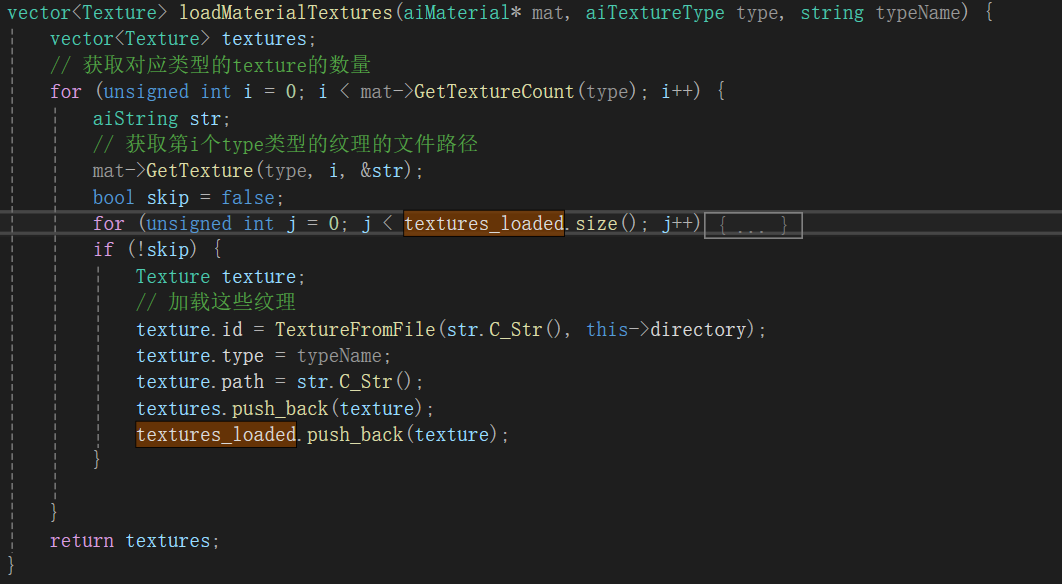 vector<Texture> loadMaterialTextures(aiMaterial* mat, aiTextureType type, string typeName) {
    vector<Texture> textures;
    // 获取对应类型的texture的数量
    for (unsigned int i = 0; i < mat->GetTextureCount(type); i++) {
        aiString str;
        // 获取第i个type类型的纹理的文件路径
        mat->GetTexture(type, i, &str);
        bool skip = false;
        for (unsigned int j = 0; j < textures_loaded.size(); j++) { ... }
        if (!skip) {
            Texture texture;
            // 加载这些纹理
            texture.id = TextureFromFile(str.C_Str(), this->directory);
            texture.type = typeName;
            texture.path = str.C_Str();
            textures.push_back(texture);
            textures_loaded.push_back(texture);
        }
    }
    return textures;
}